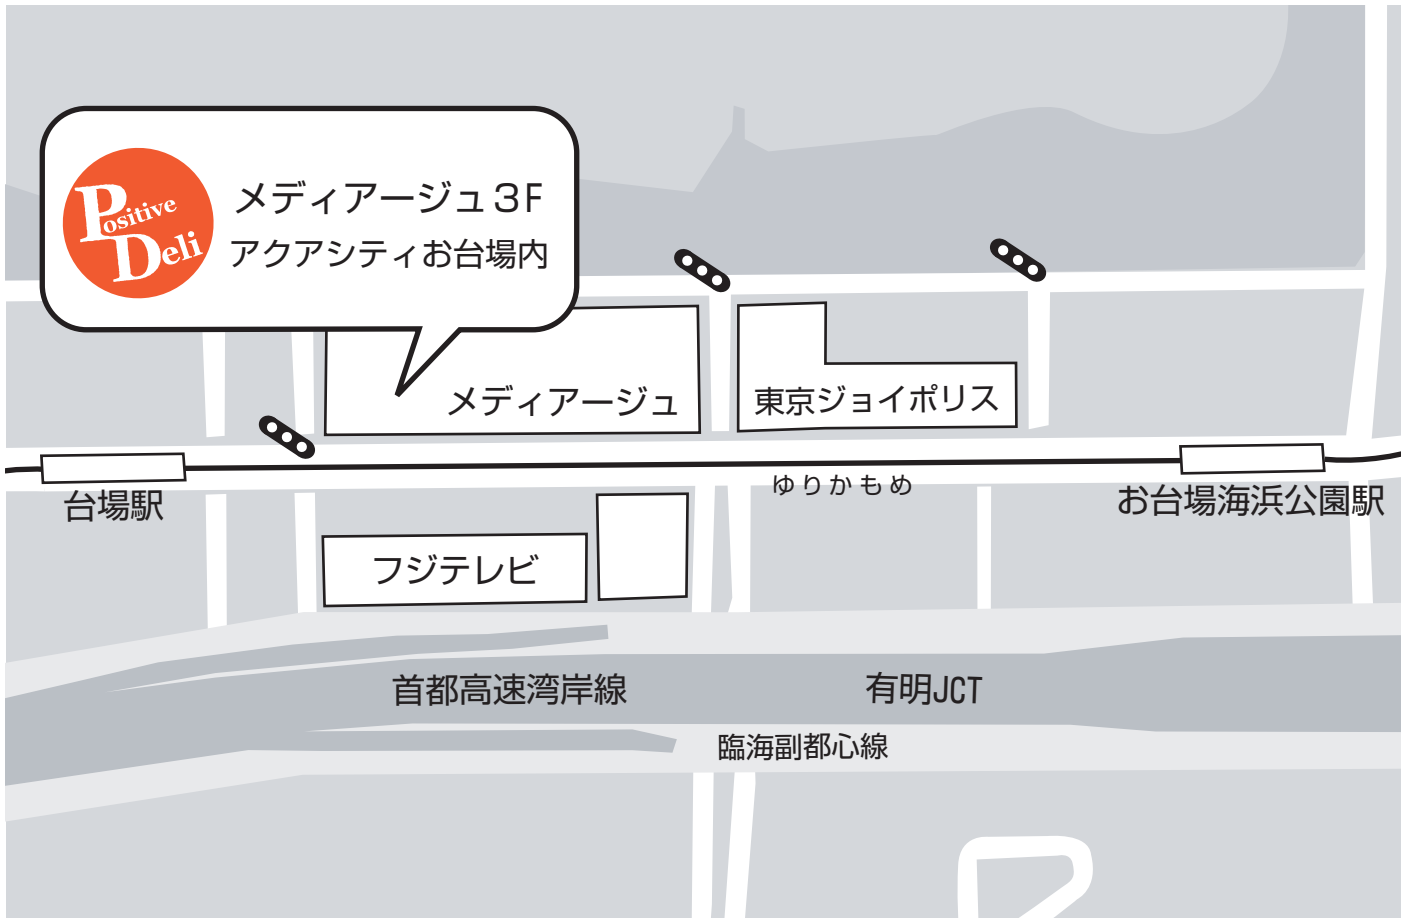 Positive
Deli
メディアージュ3F
アクアシティお台場内
メディアージュ
東京ジョイポリス
台場駅
ゆりかもめ
お台場海浜公園駅
フジテレビ
首都高速湾岸線
有明JCT
臨海副都心線